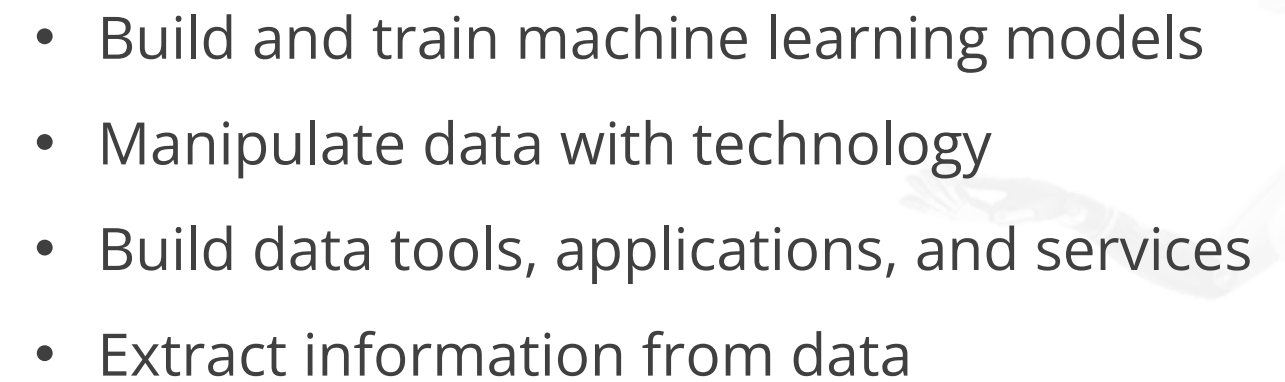 • Build and train machine learning models
• Manipulate data with technology
• Build data tools, applications, and services
• Extract information from data